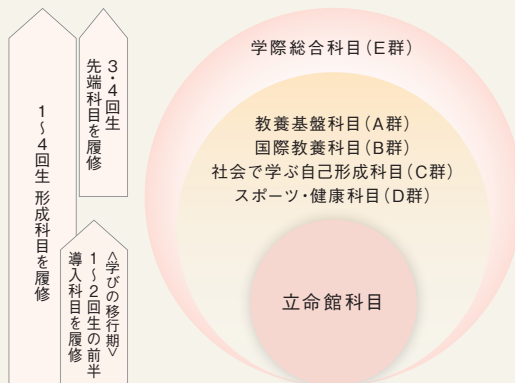 1～4回生 形成科目を履修
3・4回生
先端科目を履修
<学びの移行期>
1～2回生の前半
導入科目を履修
学際総合科目（E群）
教養基盤科目（A群）
国際教養科目（B群）
社会で学ぶ自己形成科目（C群）
スポーツ・健康科目（D群）
立命館科目